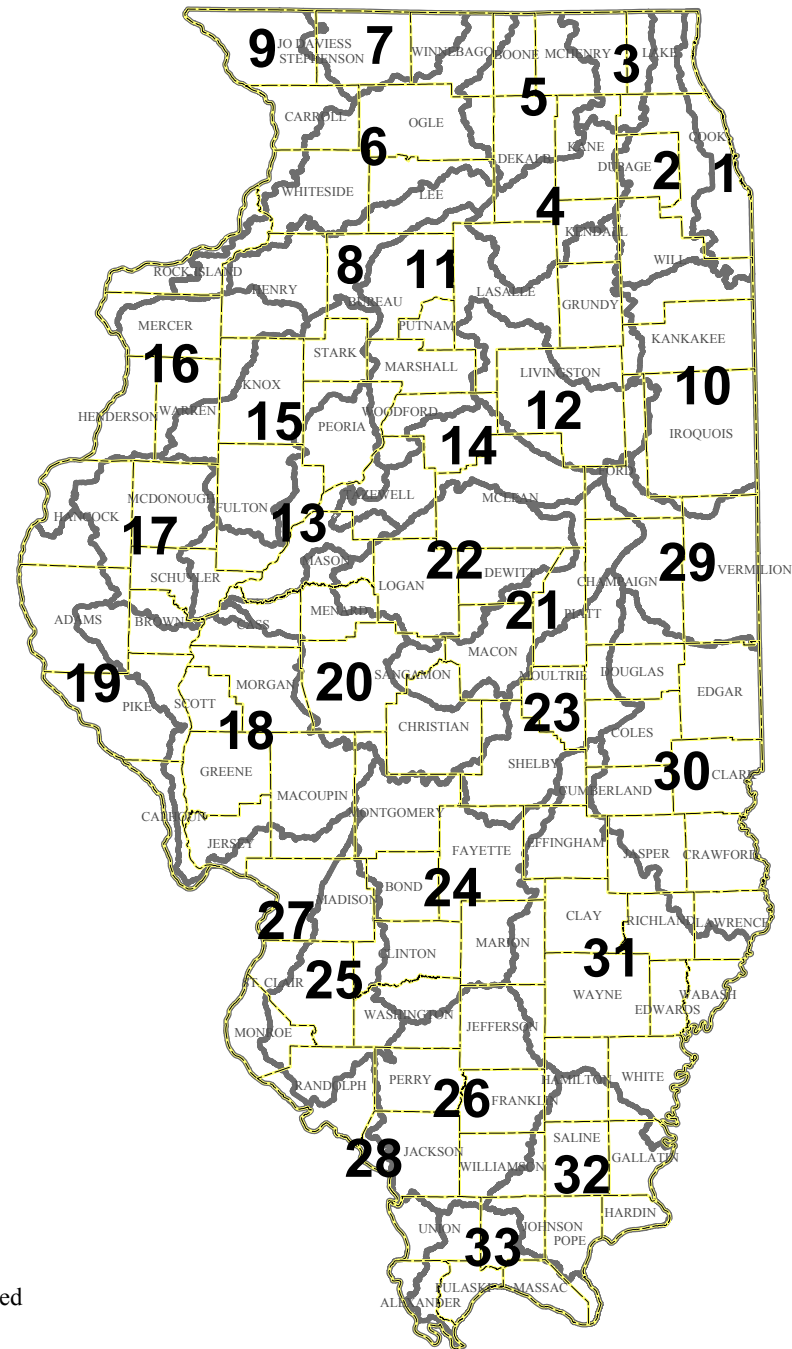 9 JO DAVIESS 7 WINNEBAGO BOONE MCHENRY 3 LAKE
STEPHENSON
5
CARROLL OGLE COOK
6 KANE
DEKALB DUPAGE 2 1
WHITESIDE LEE
4
KENDALL
8 11 WILL
ROCK ISLAND
HENRY BUREAU LASALLE GRUNDY
MERCER PUTNAM KANKAKEE
STARK
16 MARSHALL LIVINGSTON
KNOX 10
HENDERSON WARREN 15 WOODFORD 12
PEORIA IROQUOIS
14
FORD
MCDONOUGH TAZEWELL MCLEAN
HANCOCK FULTON
17 13
MASON 22 29 VERMILION
SCHUYLER LOGAN DEWITT CHAMPAIGN
ADAMS BROWN MENARD 21 PIATT
CASS
MACON
20 SANGAMON MOULTRIE DOUGLAS
19 MORGAN EDGAR
PIKE SCOTT 23
18 CHRISTIAN COLES
GREENE SHELBY 30 CLARK
MACOUPIN CUMBERLAND
CALHOUN MONTGOMERY
JERSEY FAYETTE EFFINGHAM JASPER CRAWFORD
BOND 24
MADISON
27 CLAY RICHLAND LAWRENCE
CLINTON MARION
31
ST. CLAIR 25 WAYNE WABASH
WASHINGTON EDWARDS
MONROE JEFFERSON
RANDOLPH PERRY HAMILTON WHITE
26 FRANKLIN
28 JACKSON SALINE
WILLIAMSON 32 GALLATIN
HARDIN
UNION JOHNSON
33 POPE
PULASKI MASSAC
ed
ALEXANDER